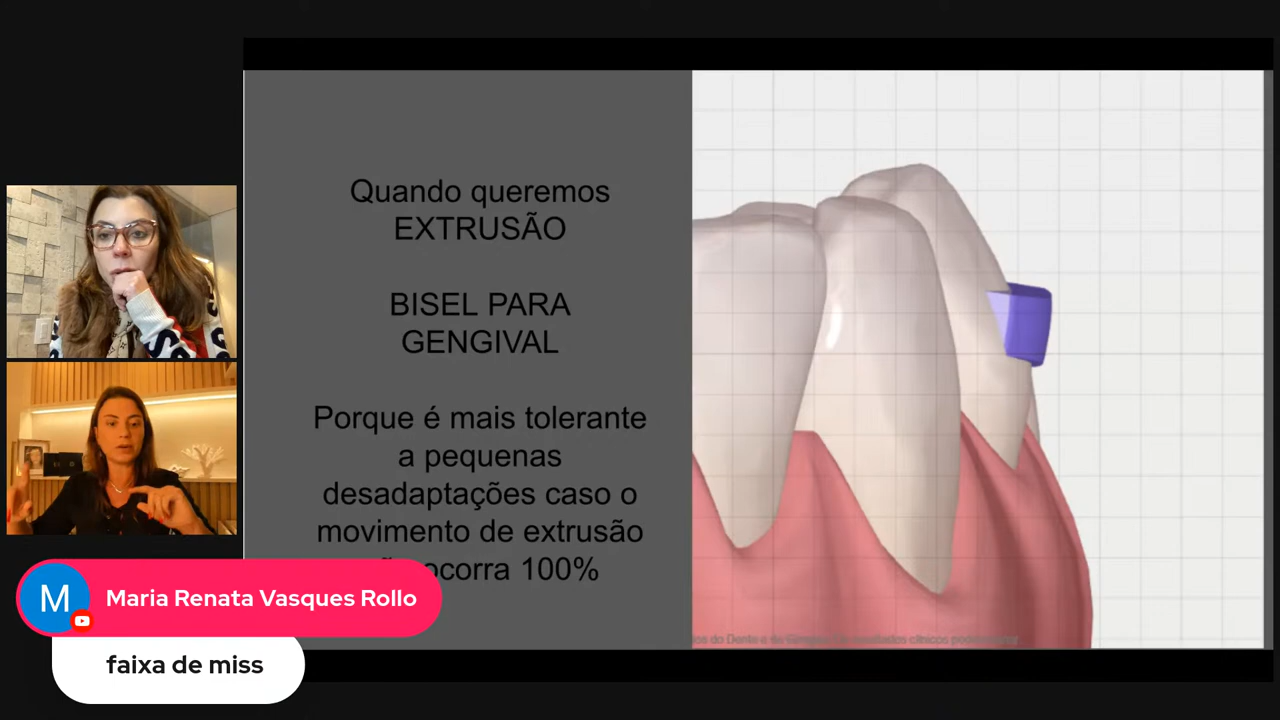 Quando queremos
EXTRUSÃO
BISEL PARA
GENGIVAL
Porque é mais tolerante
a pequenas
desadaptações caso o
movimento de extrusão
ocorra 100%
M
Maria Renata Vasques Rollo
faixa de miss